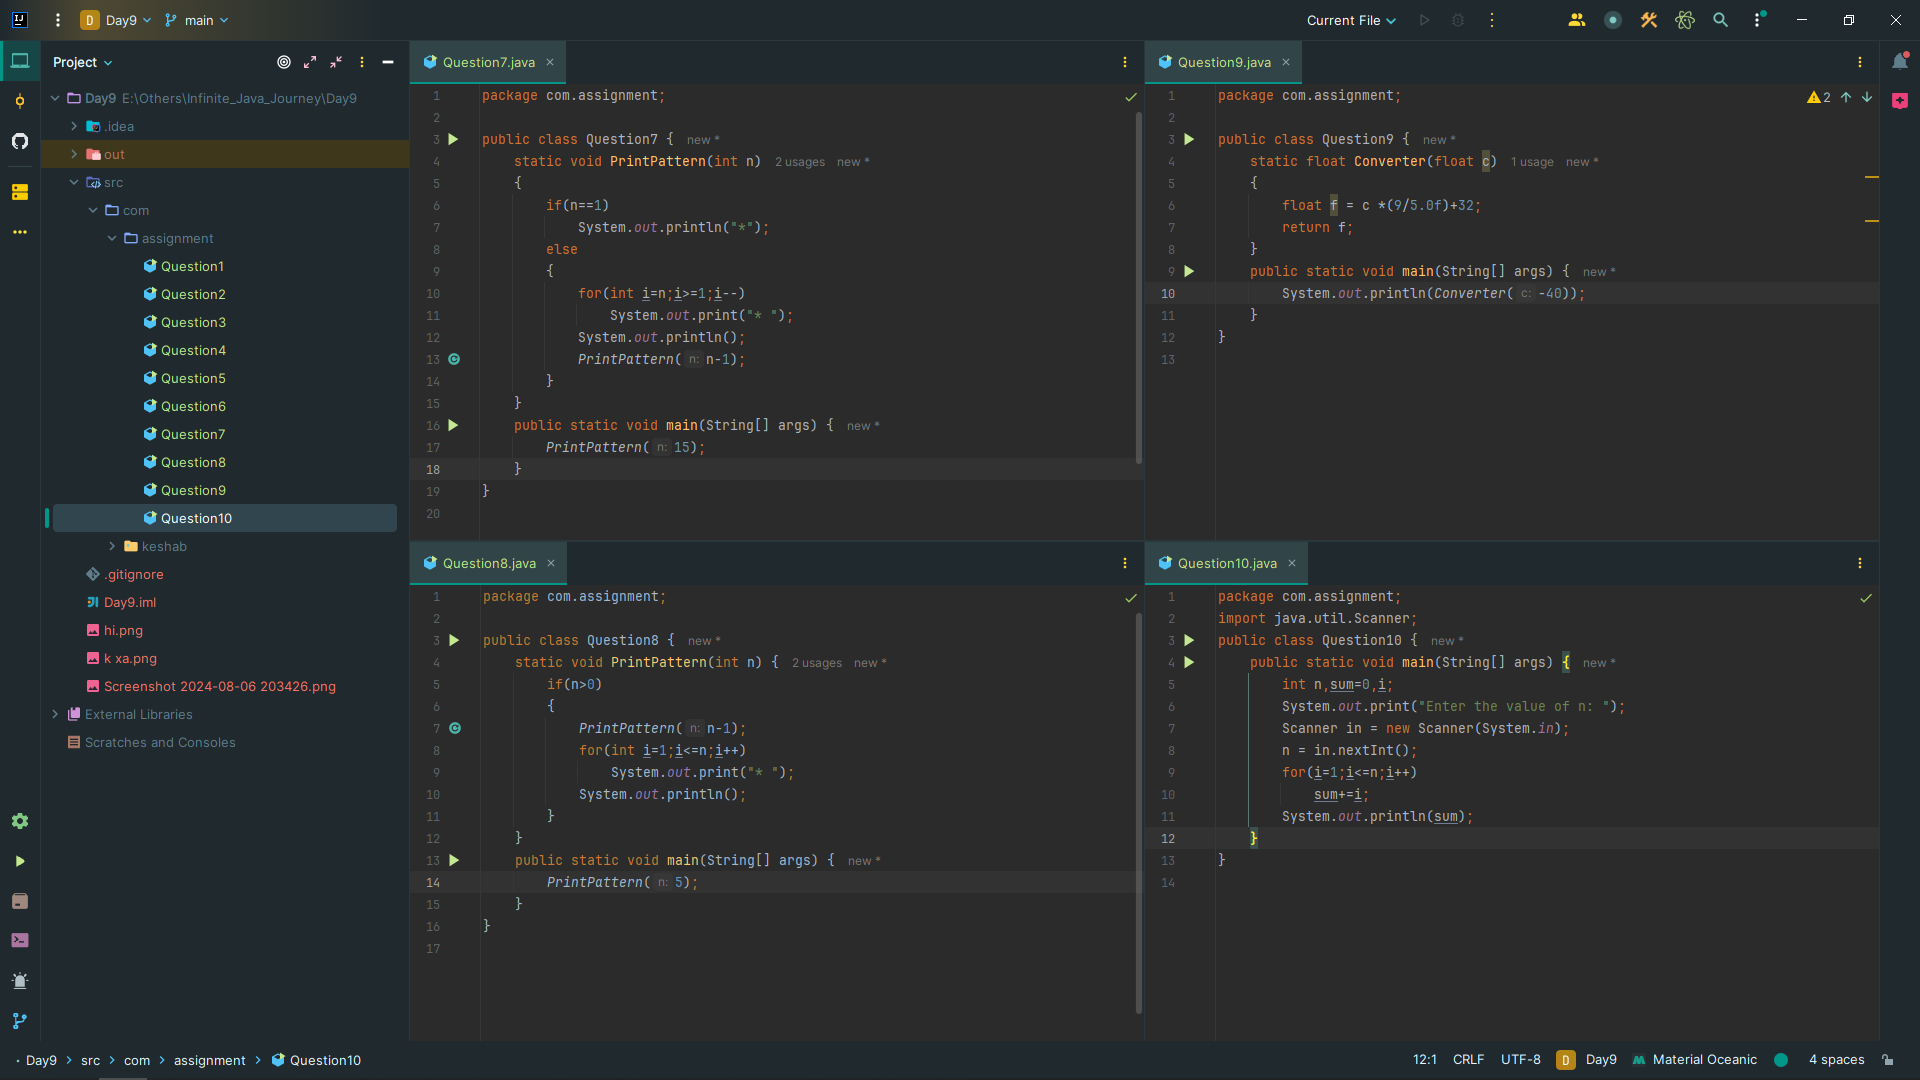 D Day9 main Current File
Project
Day9 E:\Others\Infinite_Java_Journey\Day9
.idea
out
src
com
assignment
Question1
Question2
Question3
Question4
Question5
Question6
Question7
Question8
Question9
Question10
keshab
.gitignore
Day9.iml
hi.png
k xa.png
Screenshot 2024-08-06 203426.png
External Libraries
Scratches and Consoles
Question7.java
1 package com.assignment;
2
3 public class Question7 { new *
4 static void PrintPattern(int n) 2 usages new *
5 {
6 if(n==1)
7 System.out.println("*");
8 else
9 {
10 for(int i=n;i>=1;i--)
11 System.out.print("* ");
12 System.out.println();
13 PrintPattern( n: n-1);
14 }
15 }
16 public static void main(String[] args) { new *
17 PrintPattern( n: 15);
18 }
19 }
20
Question9.java
2
1 package com.assignment;
2
3 public class Question9 { new *
4 static float Converter(float c) 1 usage new *
5 {
6 float f = c *(9/5.0f)+32;
7 return f;
8 }
9 public static void main(String[] args) { new *
10 System.out.println(Converter( c: -40));
11 }
12 }
13
Question8.java
1 package com.assignment;
2
3 public class Question8 { new *
4 static void PrintPattern(int n) { 2 usages new *
5 if(n>0)
6 {
7 PrintPattern( n: n-1);
8 for(int i=1;i<=n;i++)
9 System.out.print("* ");
10 System.out.println();
11 }
12 }
13 public static void main(String[] args) { new *
14 PrintPattern( n: 5);
15 }
16 }
17
Question10.java
1 package com.assignment;
2 import java.util.Scanner;
3 public class Question10 { new *
4 public static void main(String[] args) { new *
5 int n,sum=0,i;
6 System.out.print("Enter the value of n: ");
7 Scanner in = new Scanner(System.in);
8 n = in.nextInt();
9 for(i=1;i<=n;i++)
10 sum+=i;
11 System.out.println(sum);
12 }
13 }
14
Day9 > src > com > assignment > Question10 12:1 CRLF UTF-8 D Day9 Material Oceanic 4 spaces